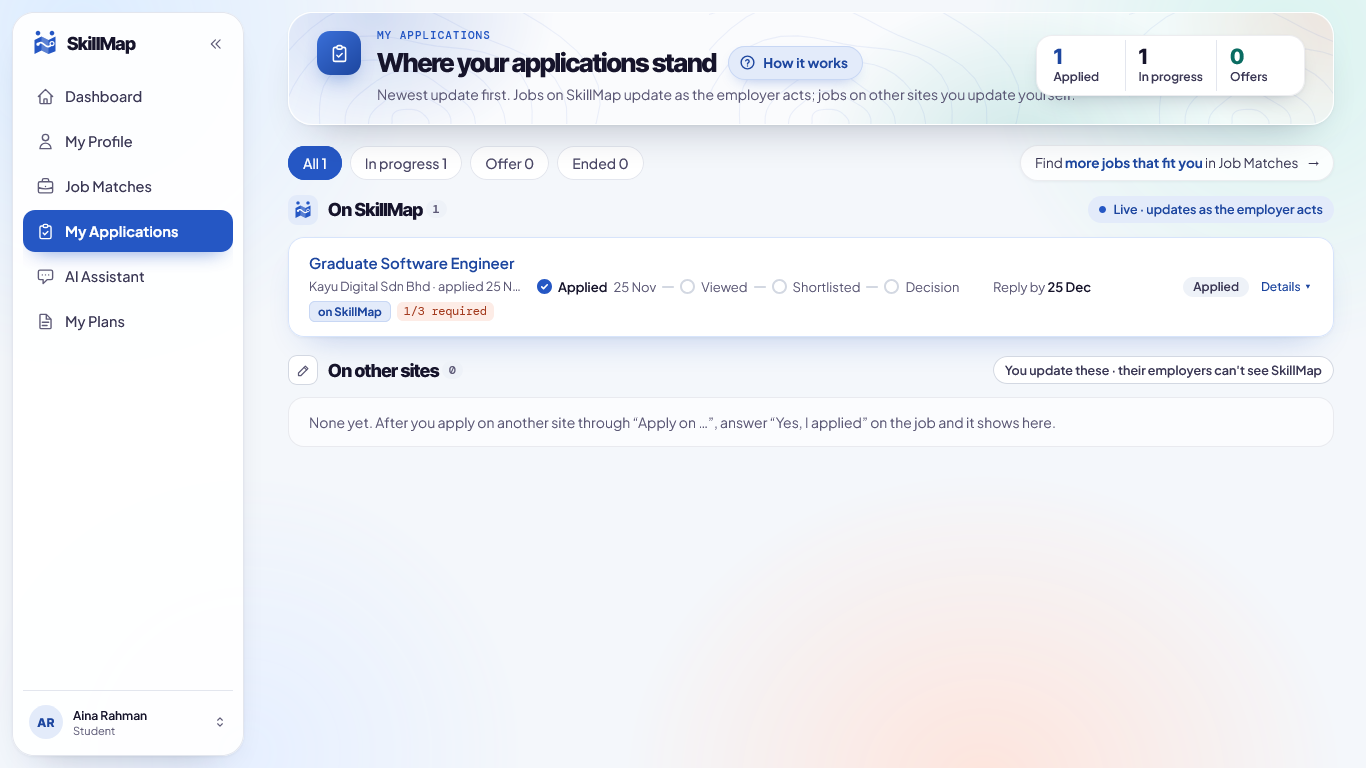 SkillMap
Dashboard
My Profile
Job Matches
My Applications
AI Assistant
My Plans
AR
Aina Rahman
Student
MY APPLICATIONS
Where your applications stand
How it works
Newest update first. Jobs on SkillMap update as the employer acts; jobs on other sites you update yourself.
1 Applied
1 In progress
0 Offers
All 1
In progress 1
Offer 0
Ended 0
Find more jobs that fit you in Job Matches →
On SkillMap 1
Live · updates as the employer acts
Graduate Software Engineer
Kayu Digital Sdn Bhd · applied 25 N…
on SkillMap
1/3 required
Applied 25 Nov — Viewed — Shortlisted — Decision
Reply by 25 Dec
Applied
Details ▾
On other sites 0
You update these · their employers can't see SkillMap
None yet. After you apply on another site through “Apply on …”, answer “Yes, I applied” on the job and it shows here.